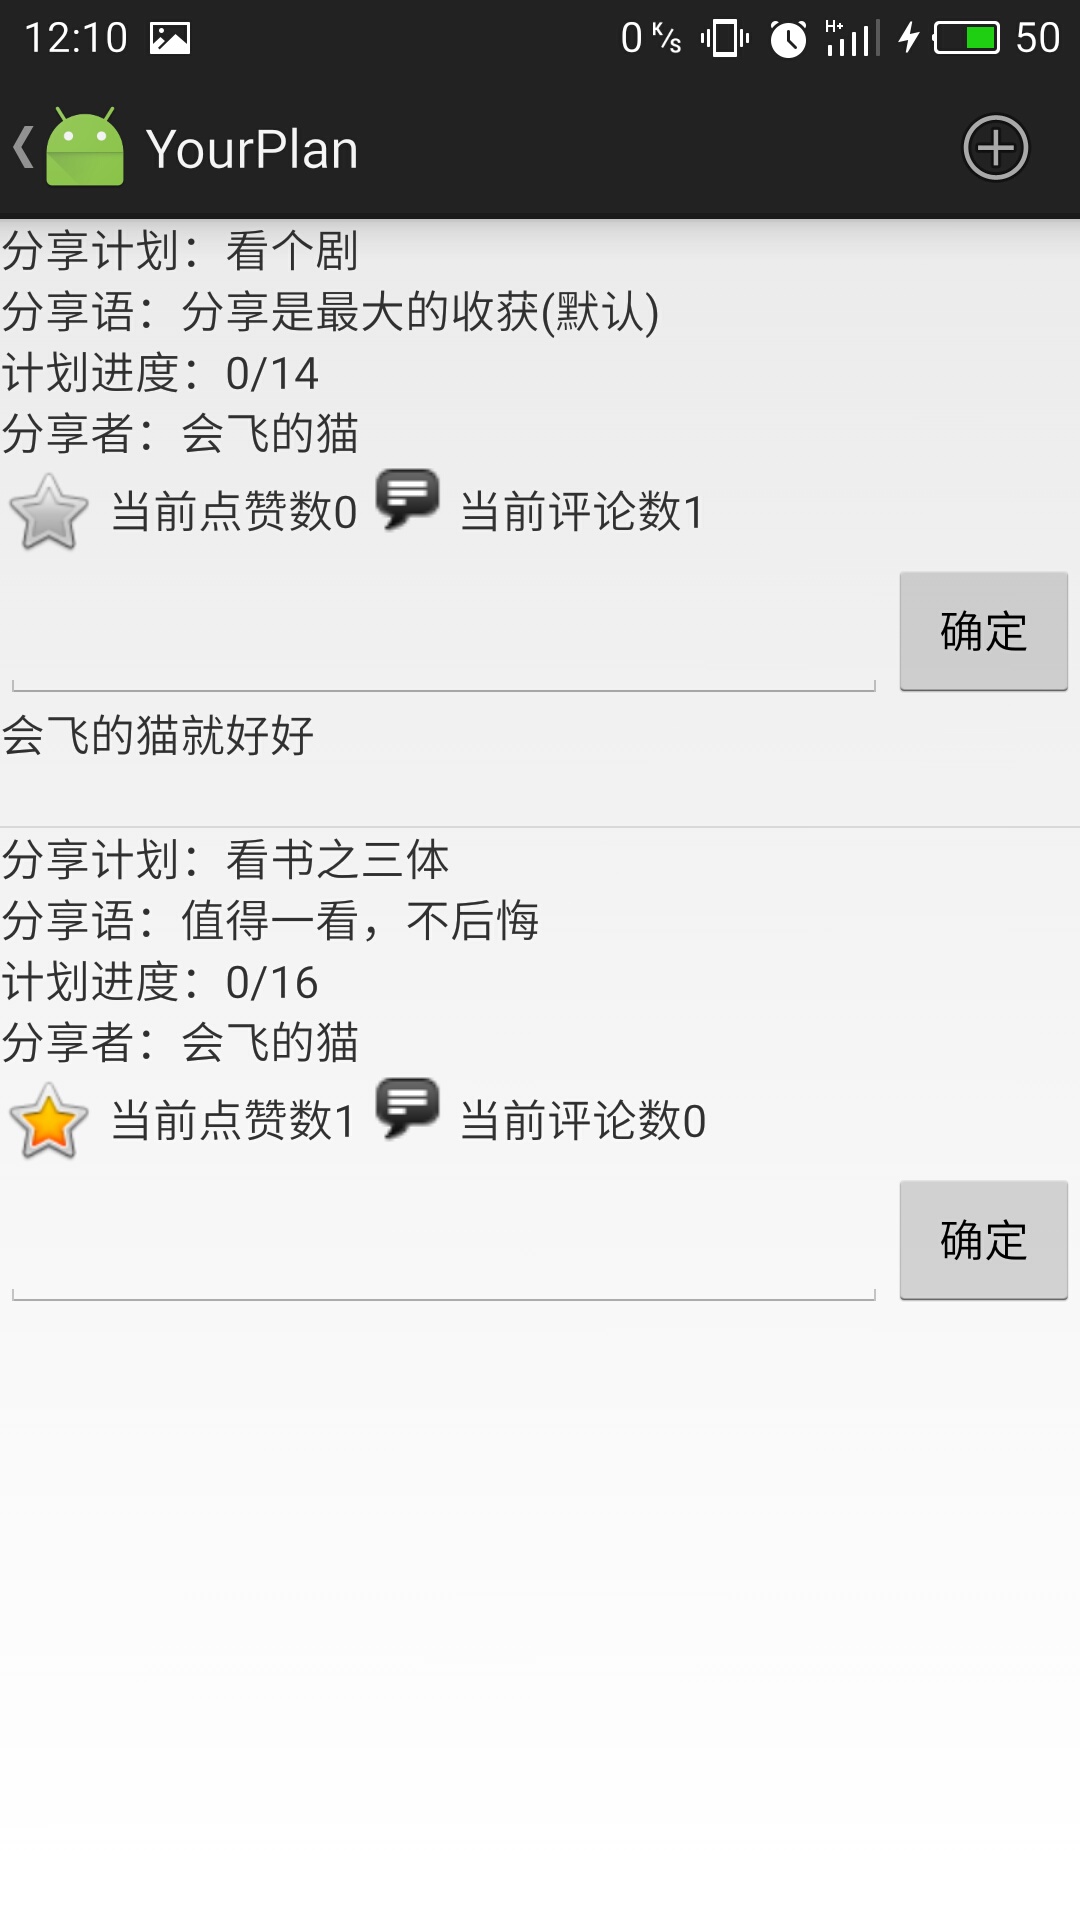 12:10 0 K/s H+ 50
YourPlan
分享计划：看个剧
分享语：分享是最大的收获(默认)
计划进度：0/14
分享者：会飞的猫
当前点赞数0 当前评论数1
确定
会飞的猫就好好
分享计划：看书之三体
分享语：值得一看，不后悔
计划进度：0/16
分享者：会飞的猫
当前点赞数1 当前评论数0
确定